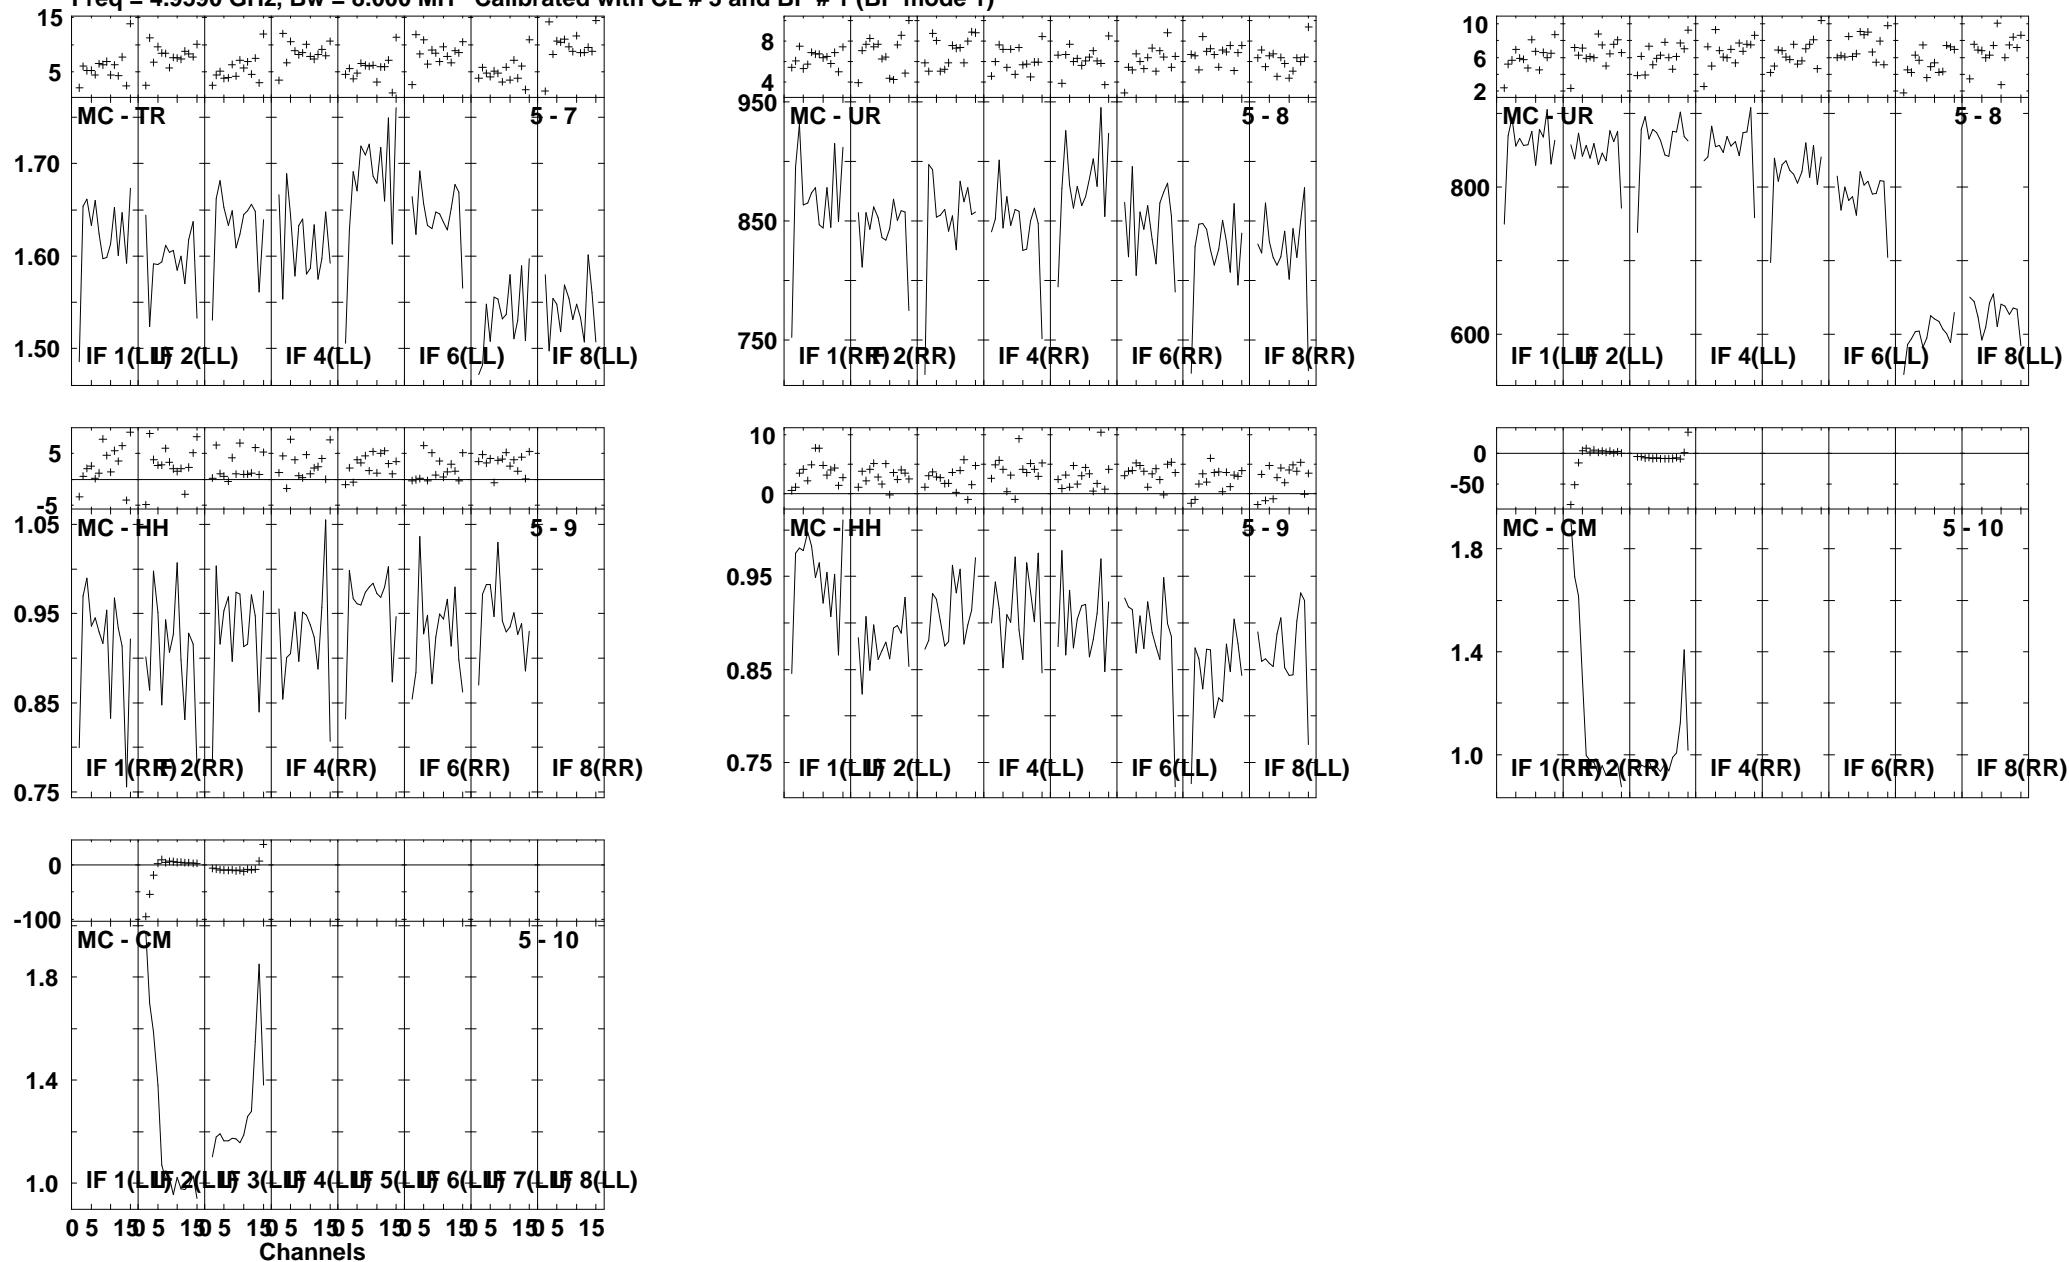 Freq = 4.9590 GHz, Bw = 8.000 MH Calibrated with CL # 3 and BP # 1 (BP mode 1)
15
5
MC - TR 5 - 7
1.70
1.60
1.50
IF 1(LL) IF 2(LL) IF 4(LL) IF 6(LL) IF 8(LL)
8
4
950
MC - UR 5 - 8
850
750
IF 1(RR) IF 2(RR) IF 4(RR) IF 6(RR) IF 8(RR)
10
6
2
MC - UR 5 - 8
800
600
IF 1(LL) IF 2(LL) IF 4(LL) IF 6(LL) IF 8(LL)
5
-5
1.05
MC - HH 5 - 9
0.95
0.85
0.75
IF 1(RR) IF 2(RR) IF 4(RR) IF 6(RR) IF 8(RR)
10
0
MC - HH 5 - 9
0.95
0.85
0.75
IF 1(LL) IF 2(LL) IF 4(LL) IF 6(LL) IF 8(LL)
0
-50
MC - CM 5 - 10
1.8
1.4
1.0
IF 1(RR) IF 2(RR) IF 4(RR) IF 6(RR) IF 8(RR)
0
-100
MC - CM 5 - 10
1.8
1.4
1.0
IF 1(LL) IF 2(LL) IF 3(LL) IF 4(LL) IF 5(LL) IF 6(LL) IF 7(LL) IF 8(LL)
0 5 15 0 5 15 0 5 15 0 5 15 0 5 15 0 5 15 0 5 15 0 5 15
Channels